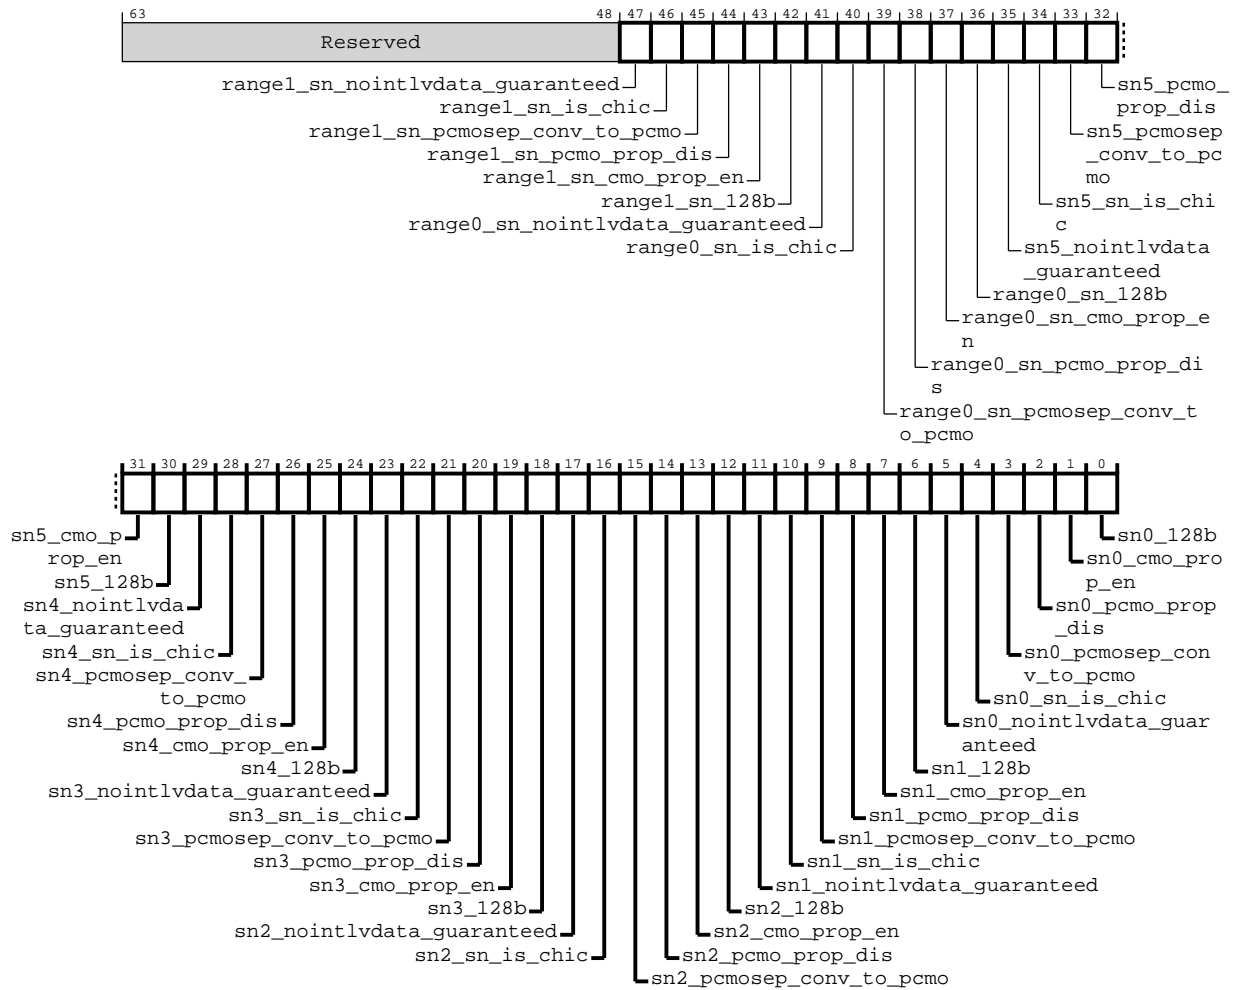 63 48 47 46 45 44 43 42 41 40 39 38 37 36 35 34 33 32
Reserved
range1_sn_nointlvdata_guaranteed
range1_sn_is_chic
range1_sn_pcmosep_conv_to_pcmo
range1_sn_pcmo_prop_dis
range1_sn_cmo_prop_en
range1_sn_128b
range0_sn_nointlvdata_guaranteed
range0_sn_is_chic
sn5_pcmo_
prop_dis
sn5_pcmosep
_conv_to_pc
mo
sn5_sn_is_chi
c
sn5_nointlvdata
_guaranteed
range0_sn_128b
range0_sn_cmo_prop_e
n
range0_sn_pcmo_prop_di
s
range0_sn_pcmosep_conv_t
o_pcmo
31 30 29 28 27 26 25 24 23 22 21 20 19 18 17 16 15 14 13 12 11 10 9 8 7 6 5 4 3 2 1 0
sn5_cmo_p
rop_en
sn5_128b
sn4_nointlvda
ta_guaranteed
sn4_sn_is_chic
sn4_pcmosep_conv_
to_pcmo
sn4_pcmo_prop_dis
sn4_cmo_prop_en
sn4_128b
sn3_nointlvdata_guaranteed
sn3_sn_is_chic
sn3_pcmosep_conv_to_pcmo
sn3_pcmo_prop_dis
sn3_cmo_prop_en
sn3_128b
sn2_nointlvdata_guaranteed
sn2_sn_is_chic
sn0_128b
sn0_cmo_pro
p_en
sn0_pcmo_prop
_dis
sn0_pcmosep_con
v_to_pcmo
sn0_sn_is_chic
sn0_nointlvdata_guar
anteed
sn1_128b
sn1_cmo_prop_en
sn1_pcmo_prop_dis
sn1_pcmosep_conv_to_pcmo
sn1_sn_is_chic
sn1_nointlvdata_guaranteed
sn2_128b
sn2_cmo_prop_en
sn2_pcmo_prop_dis
sn2_pcmosep_conv_to_pcmo